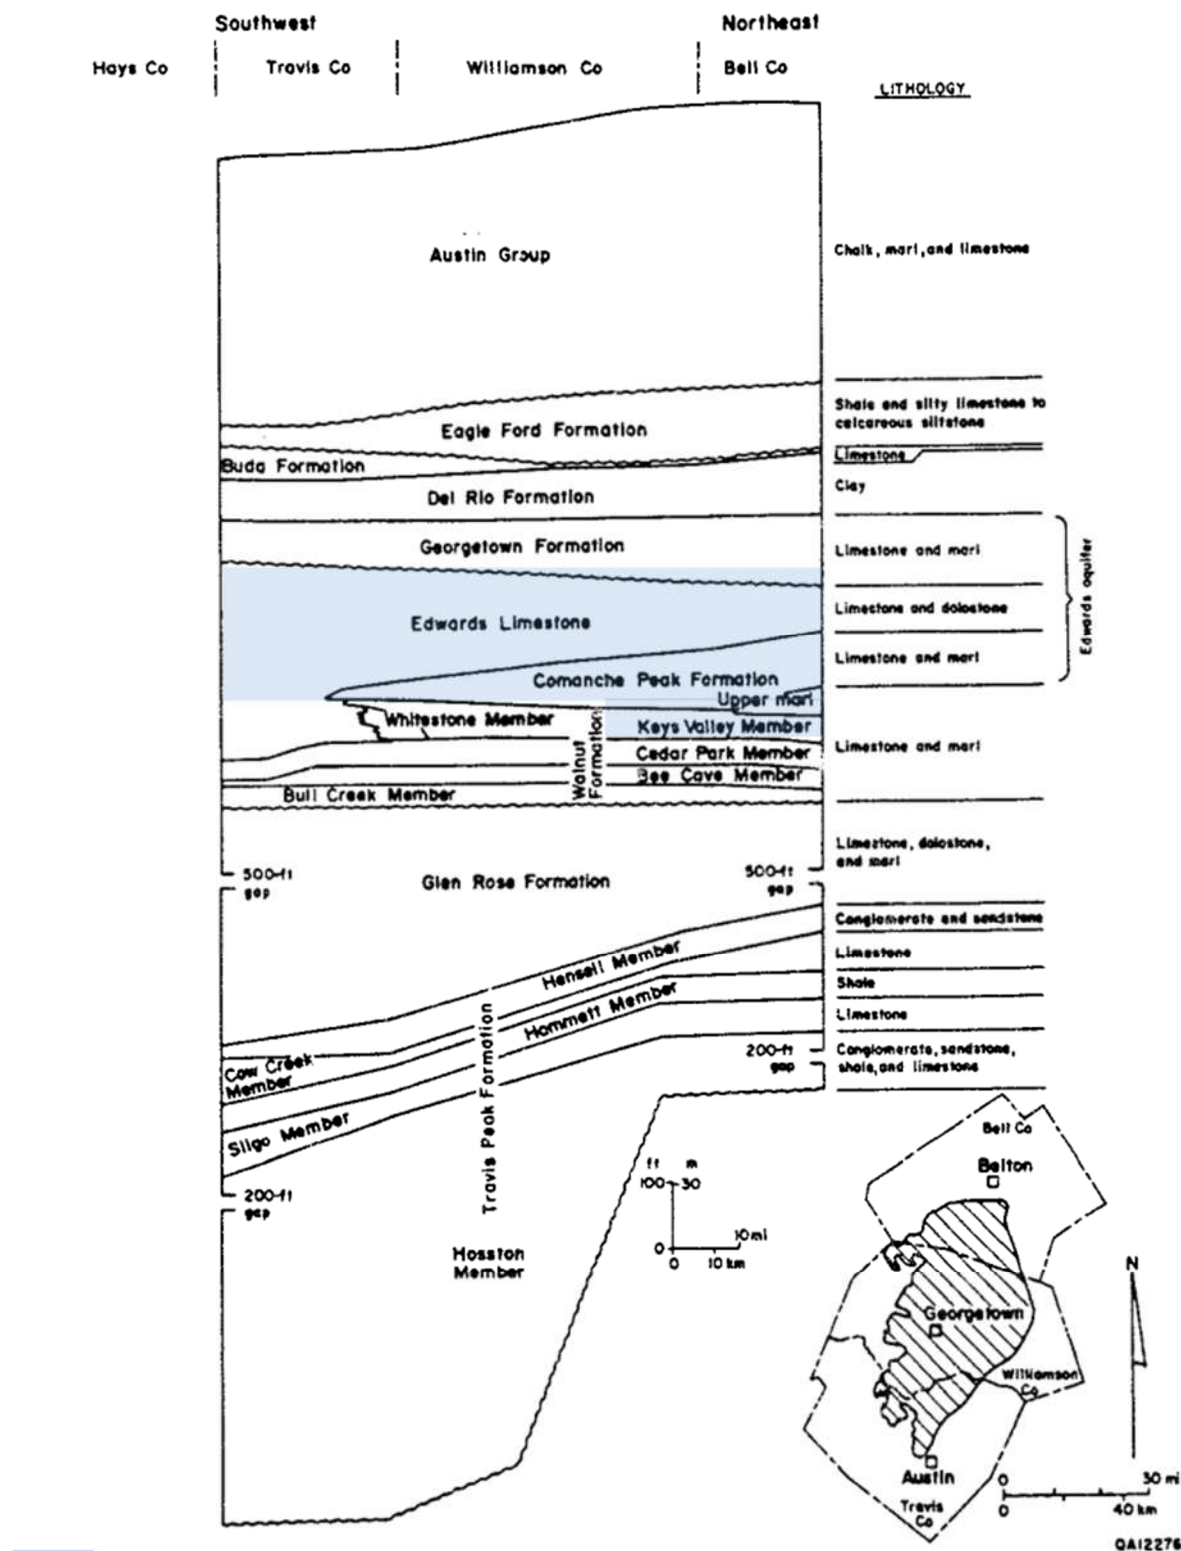 Southwest
Northeast
Hays Co
Travis Co
Williamson Co
Bell Co
LITHOLOGY
Austin Group
Chalk, marl, and limestone
Eagle Ford Formation
Shale and silty limestone to
calcareous siltstone
Buda Formation
Limestone
Del Rio Formation
Clay
Georgetown Formation
Limestone and marl
Edwards Limestone
Limestone and dolostone
Edwards aquifer
Comanche Peak Formation
Limestone and marl
Upper marl
Whitestone Member
Keys Valley Member
Cedar Park Member
Limestone and marl
Bee Cave Member
Walnut
Formation
Bull Creek Member
Limestone, dolostone,
and marl
500-ft
gap
Glen Rose Formation
500-ft
gap
Conglomerate and sandstone
Hensell Member
Limestone
Shale
Hammett Member
Limestone
Cow Creek
Member
Travis Peak Formation
200-ft
gap
Conglomerate, sandstone,
shale, and limestone
Sligo Member
200-ft
gap
Hosston
Member
ft m
100 30
0
10 mi
0 10 km
Bell Co
Belton
N
Georgetown
Williamson
Co
Austin
Travis
Co
0 30 mi
0 40 km
QA12276